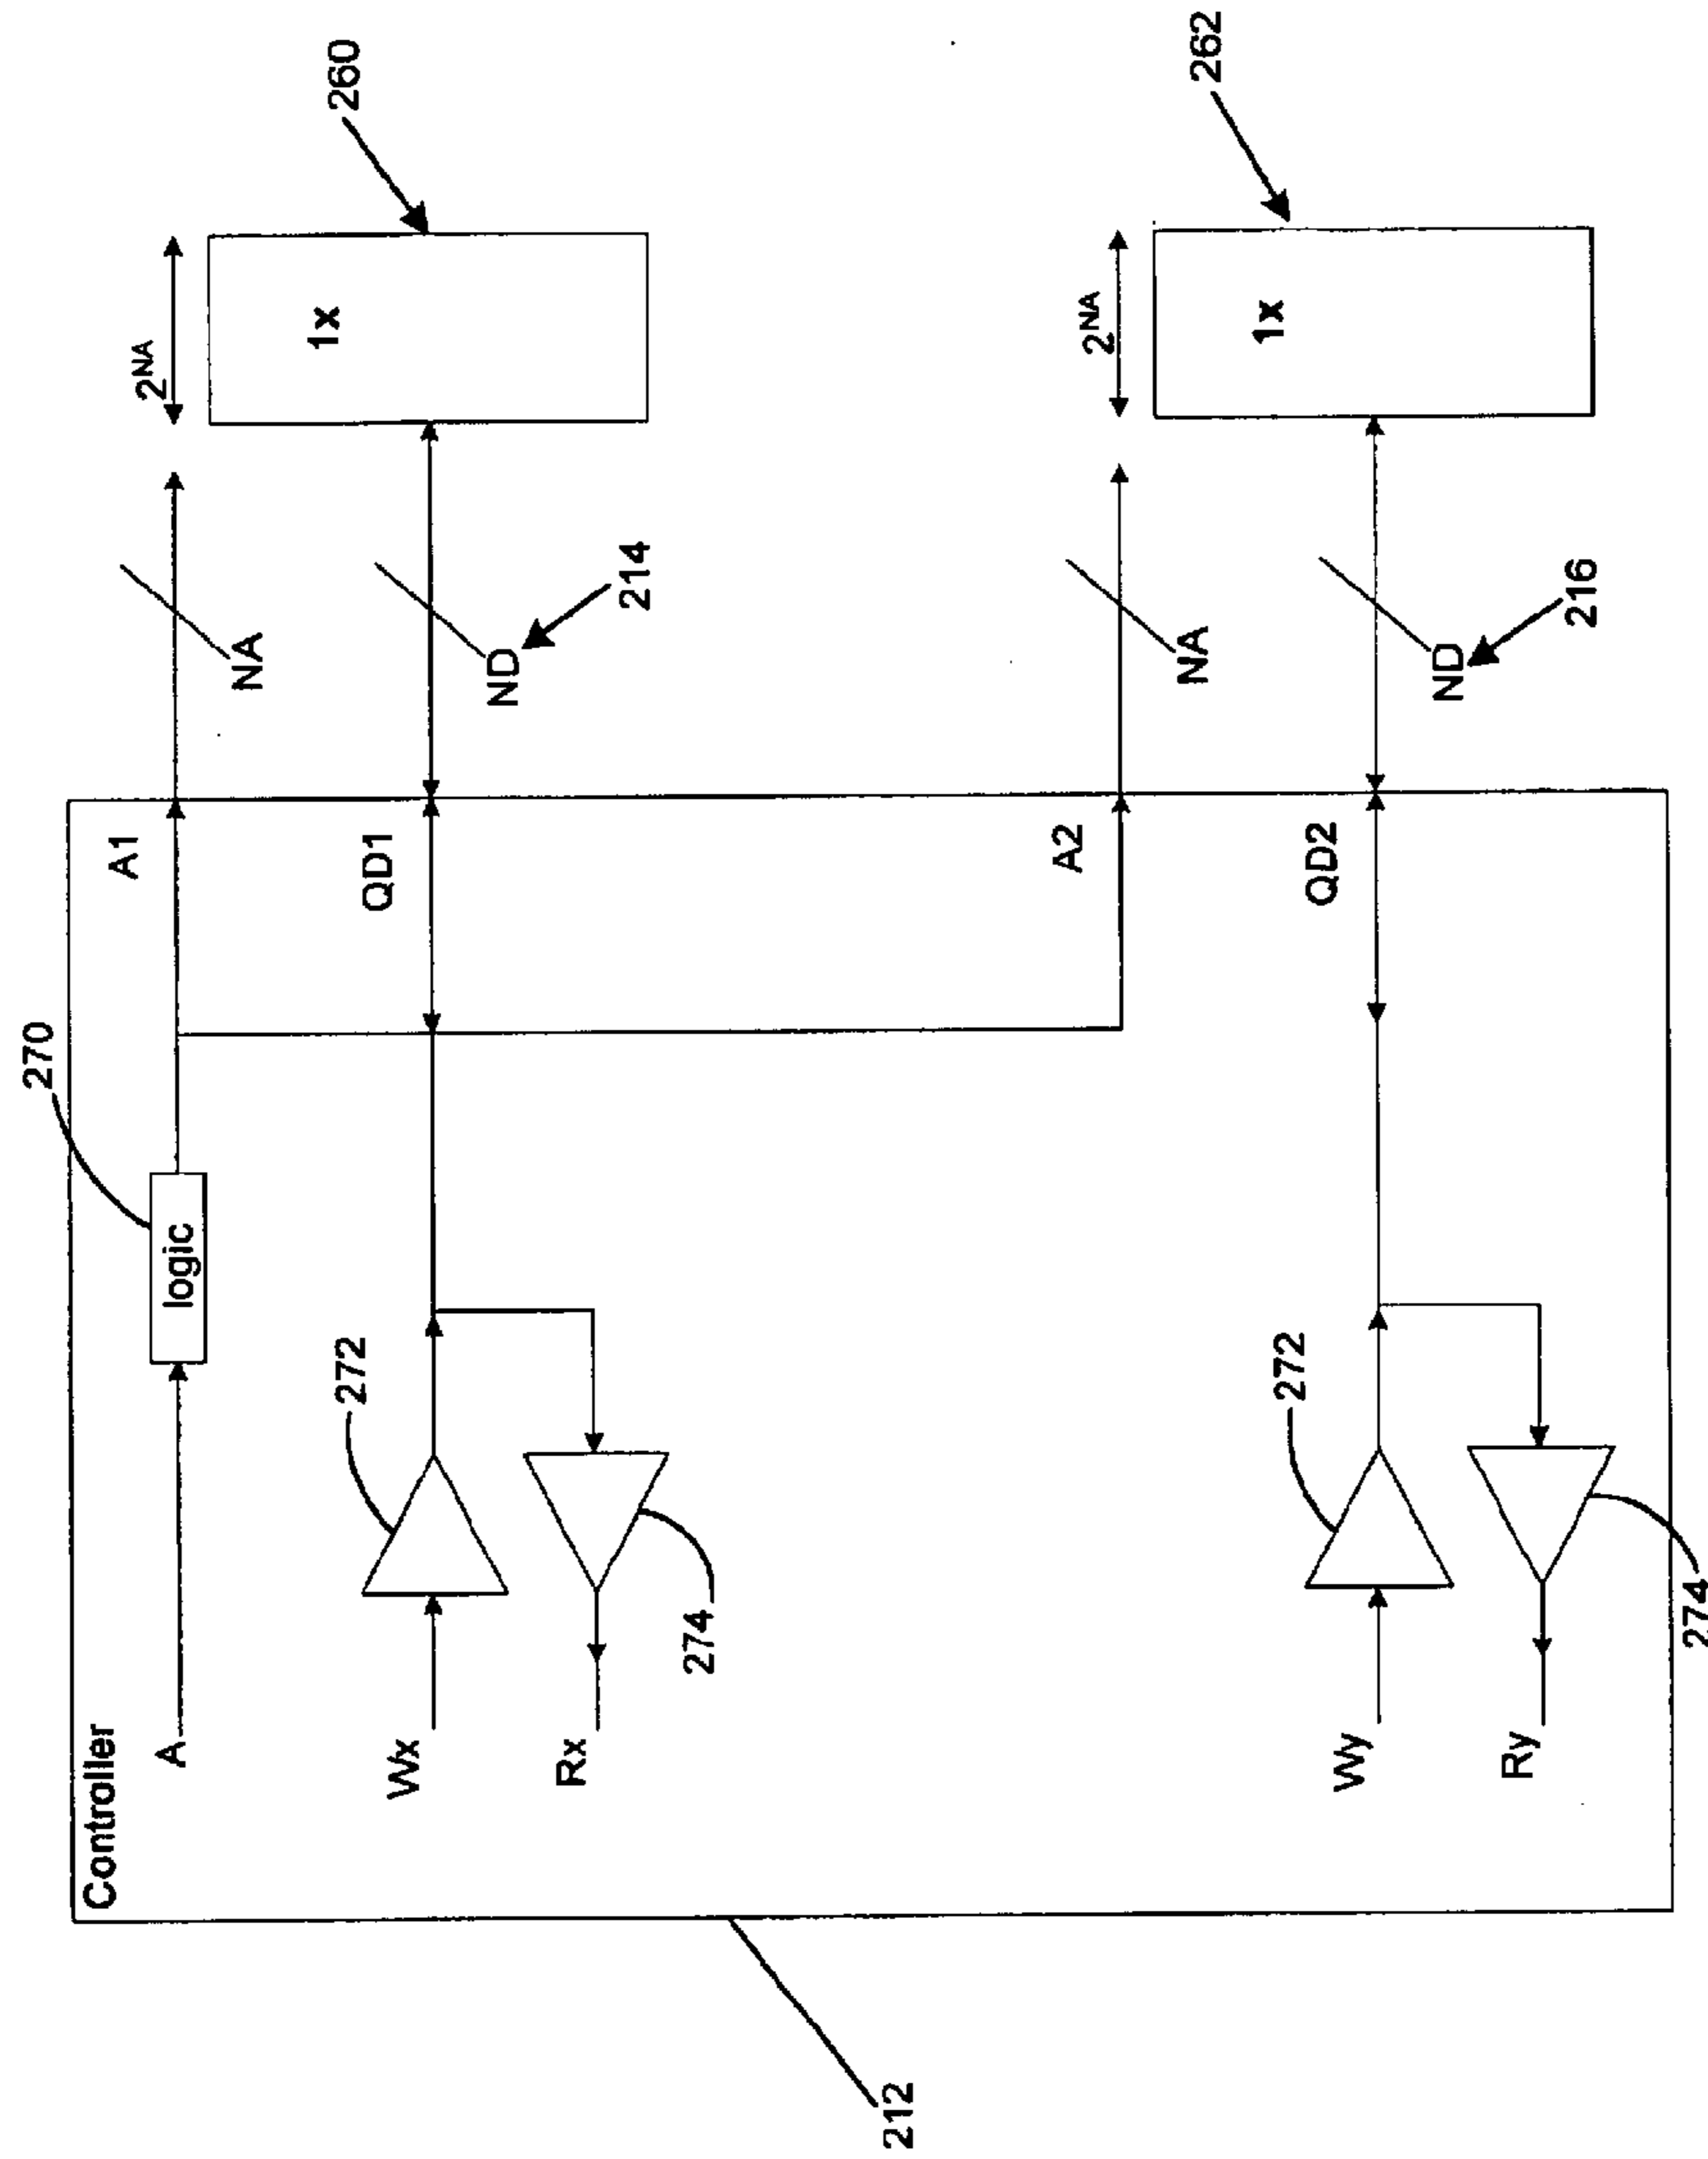 Controller
212
A
logic
270
A1
NA
2^NA
1x
260
Wx
272
QD1
ND
214
Rx
274
A2
NA
2^NA
1x
262
Wy
272
QD2
ND
216
Ry
274